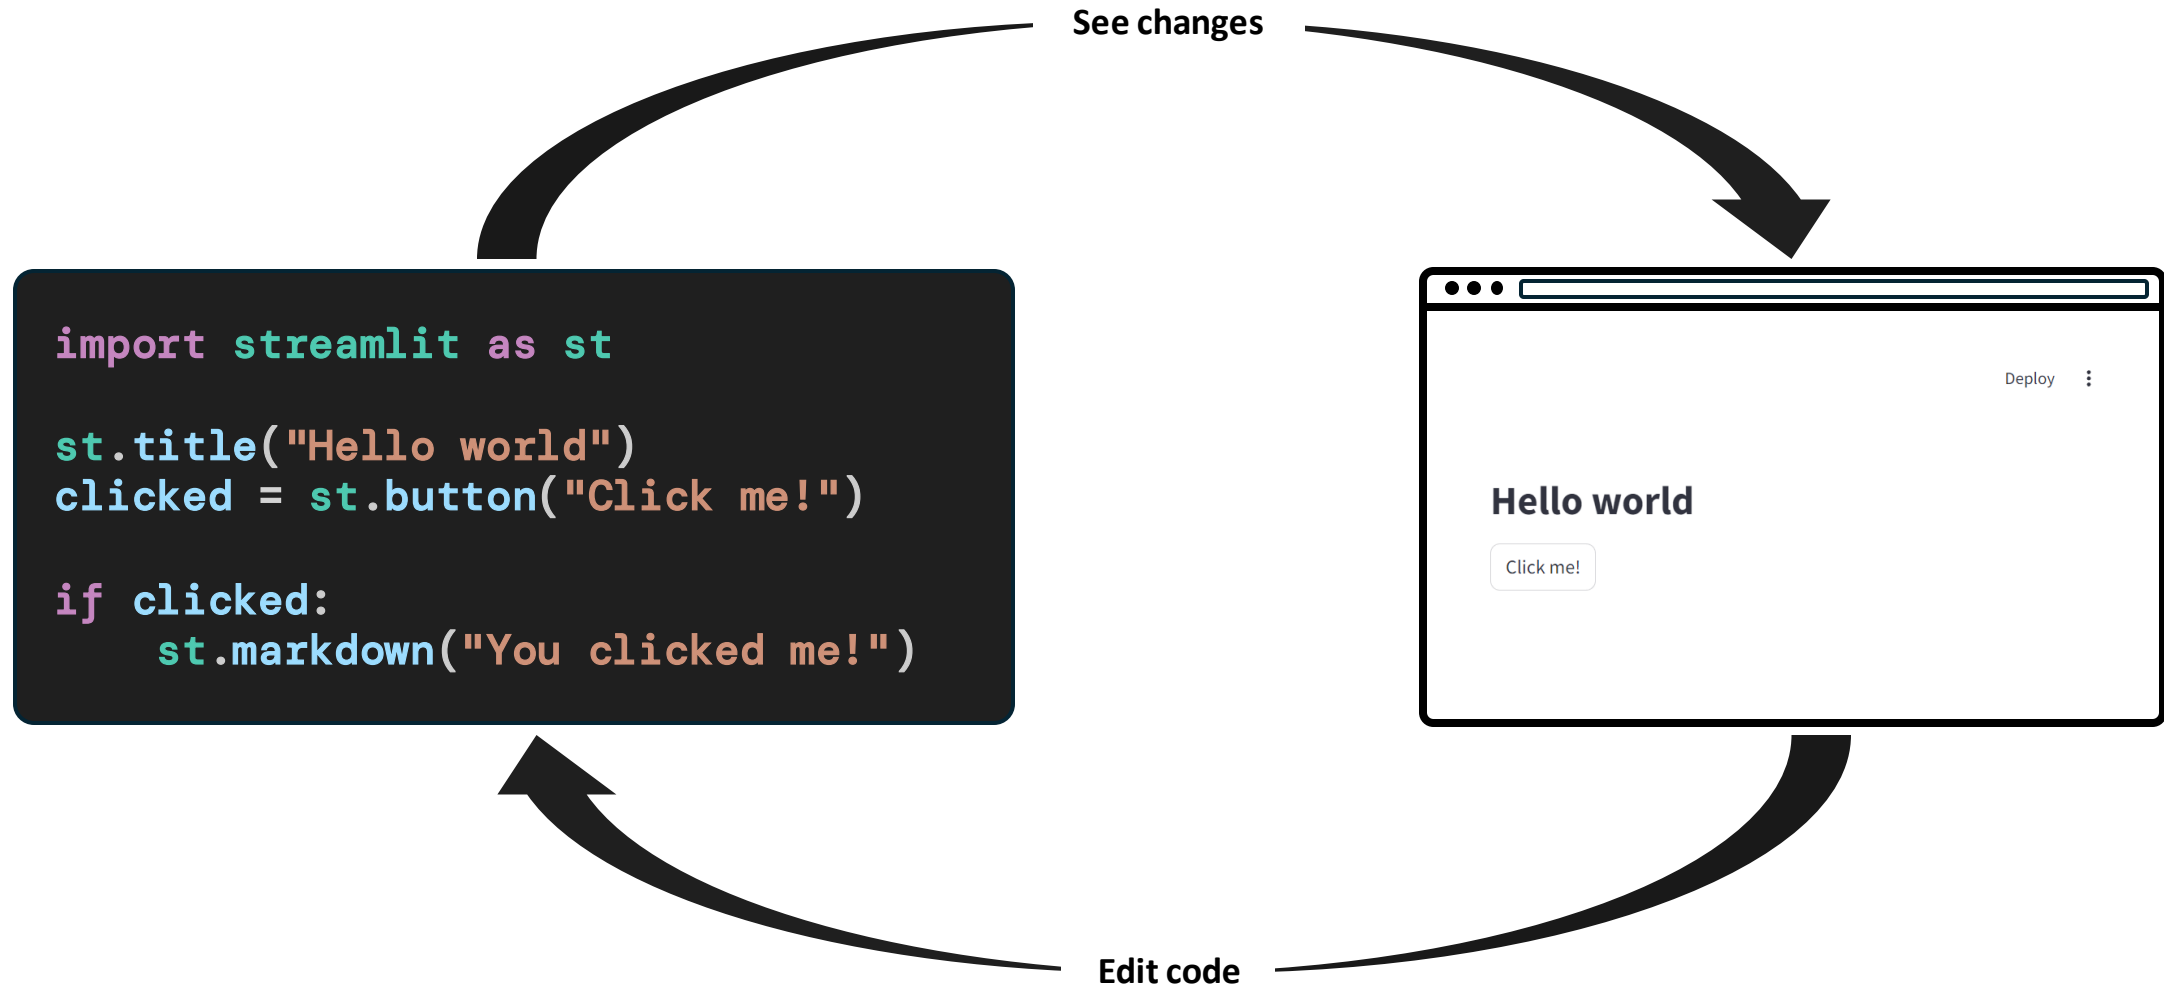 See changes
import streamlit as st
st.title("Hello world")
clicked = st.button("Click me!")
if clicked:
    st.markdown("You clicked me!")
Deploy
Hello world
Click me!
Edit code